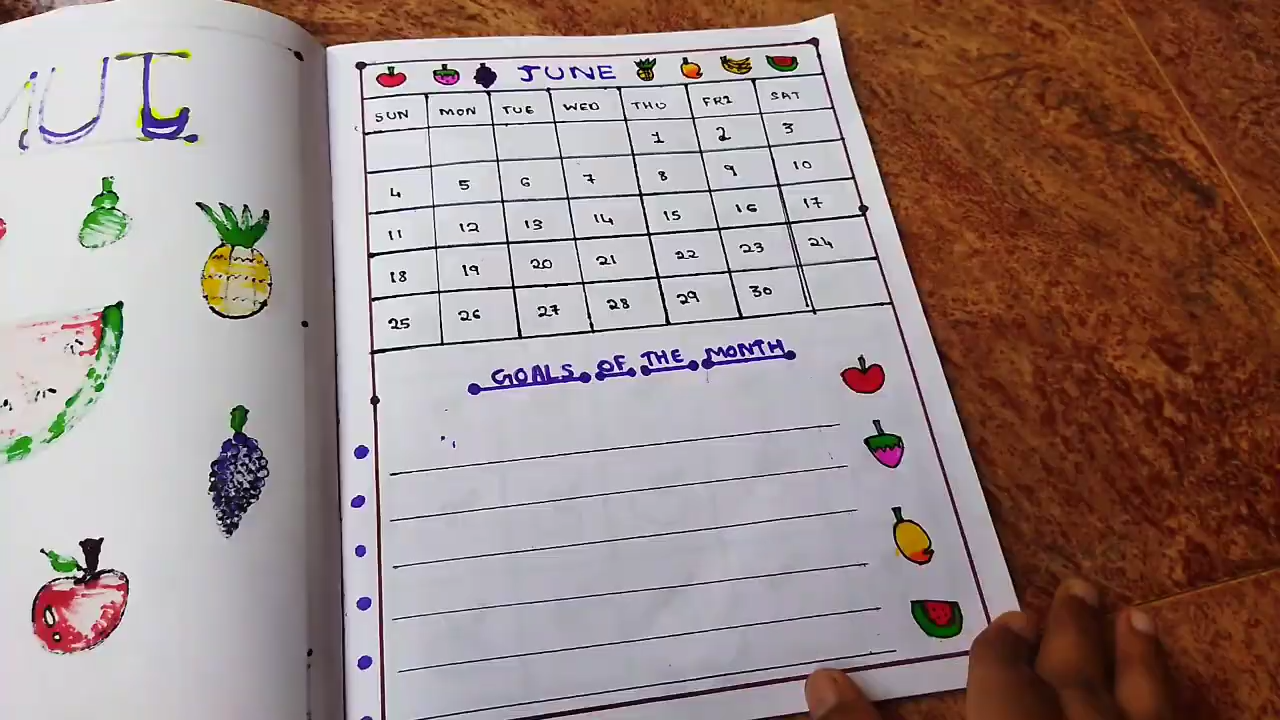 UI
JUNE
SUN MON TUE WED THU FRI SAT
1 2 3
4 5 6 7 8 9 10
11 12 13 14 15 16 17
18 19 20 21 22 23 24
25 26 27 28 29 30
GOALS OF THE MONTH